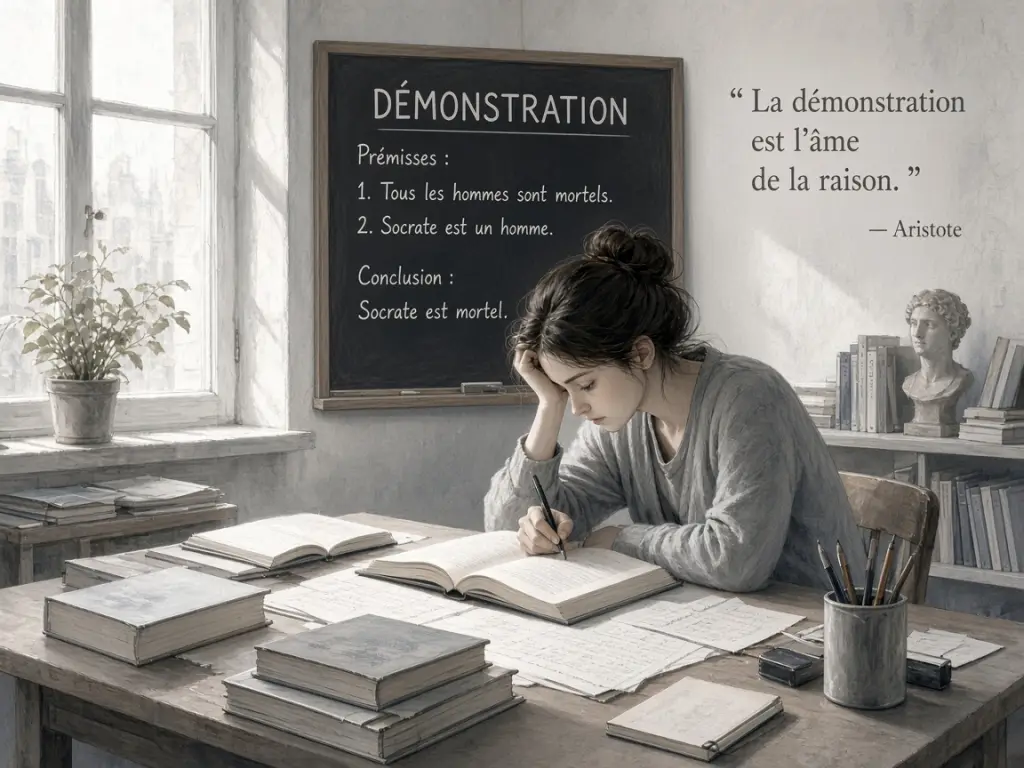 DÉMONSTRATION
Prémisses :
1. Tous les hommes sont mortels.
2. Socrate est un homme.
Conclusion :
Socrate est mortel.
“ La démonstration
est l’âme
de la raison. ”
— Aristote